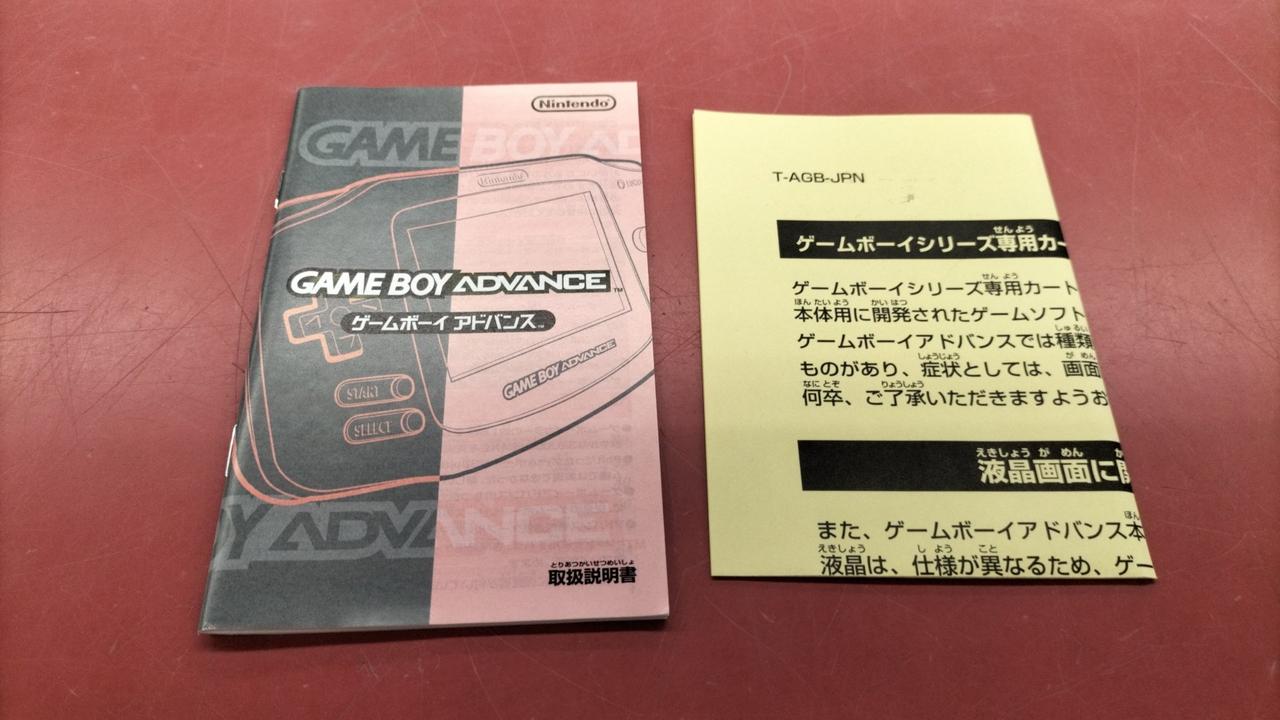 Nintendo
GAME BOY AD
Nintendo
GAME BOY ADVANCE™
ゲームボーイ アドバンス™
GAME BOY ADVANCE
START
SELECT
Y ADVANCE
とりあつかいせつめいしょ
取扱説明書
T-AGB-JPN
せんよう
ゲームボーイシリーズ専用カー
せんよう
ゲームボーイシリーズ専用カート
ほんたいよう かいはつ
本体用に開発されたゲームソフト
しゅるい
ゲームボーイアドバンスでは種類
しょうじょう がめん
ものがあり、症状としては、画面
なにとぞ りょうしょう
何卒、ご了承いただきますようお
えきしょう が めん
液晶画面に
ほん
また、ゲームボーイアドバンス本
えきしょう しよう こと
液晶は、仕様が異なるため、ゲー